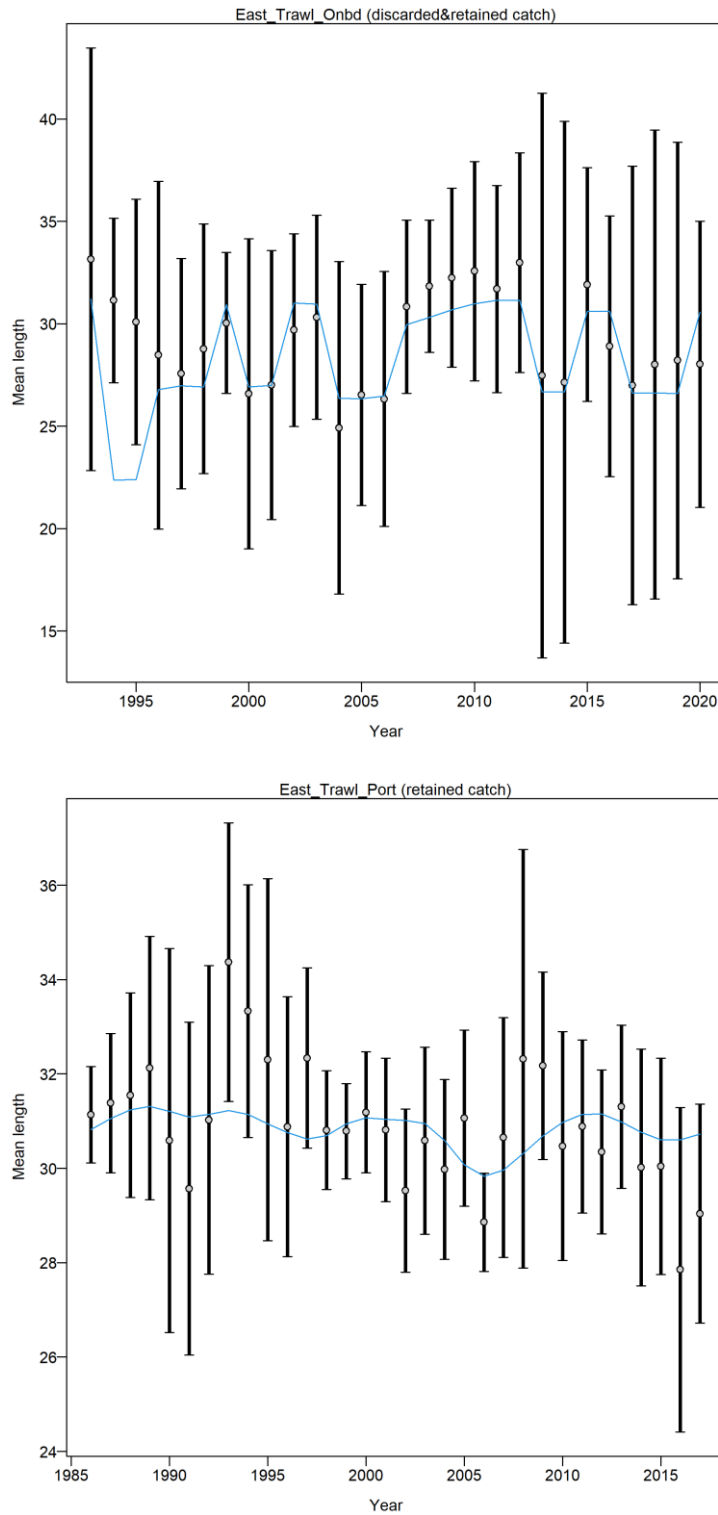 East_Trawl_Onbd (discarded&retained catch)
Mean length
40
35
30
25
20
15
1995 2000 2005 2010 2015 2020
Year
East_Trawl_Port (retained catch)
Mean length
36
34
32
30
28
26
24
1985 1990 1995 2000 2005 2010 2015
Year